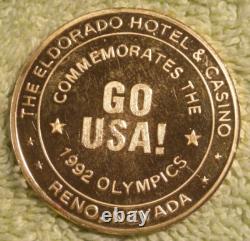 THE ELDORADO HOTEL & CASINO
COMMEMORATES THE
GO
USA!
1992 OLYMPICS
RENO, NEVADA